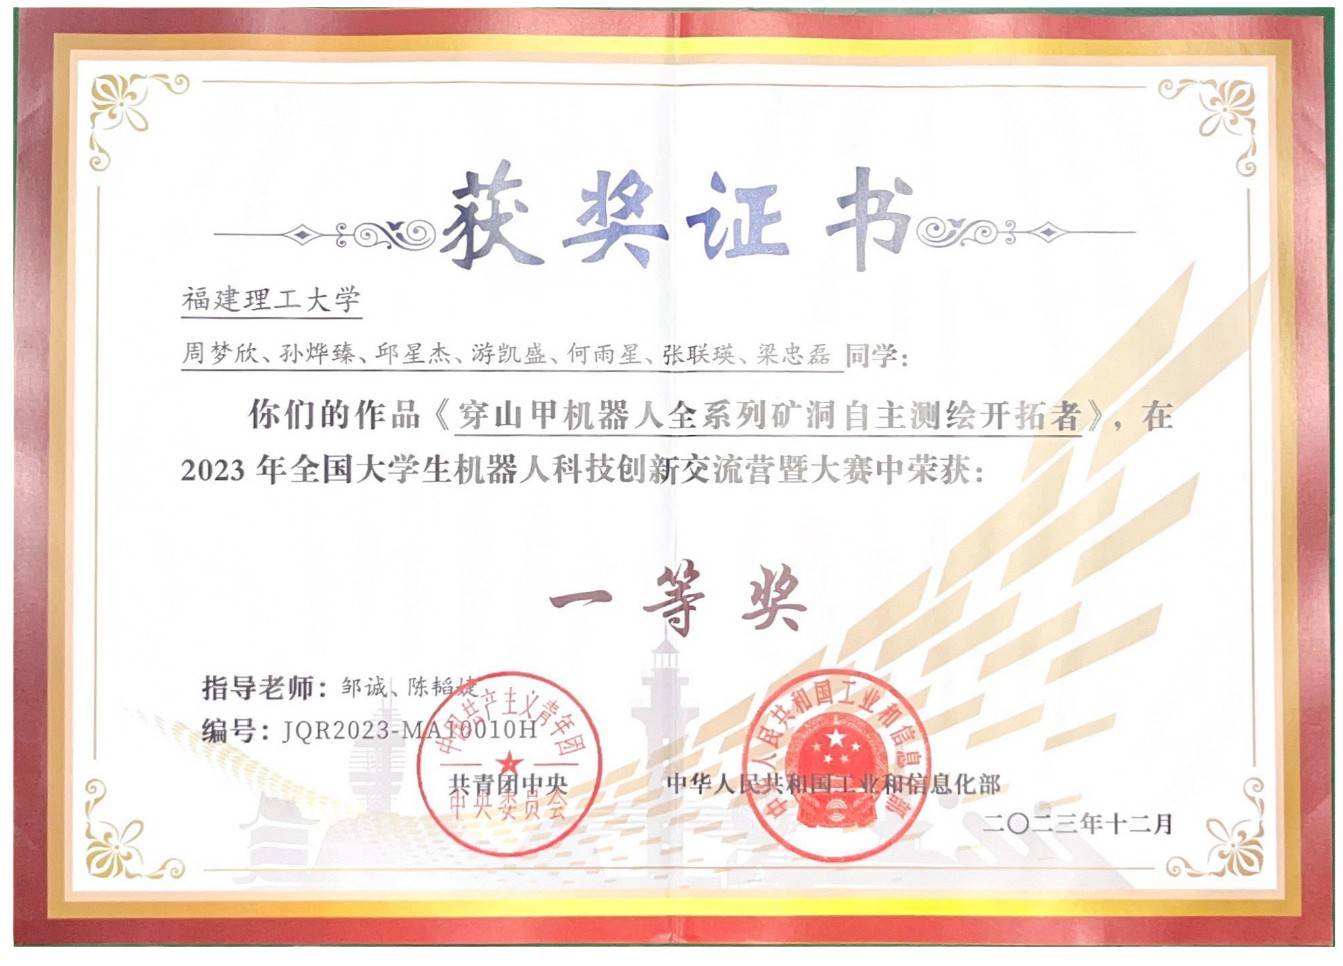 获奖证书
福建理工大学
周梦欣、孙烨臻、邱星杰、游凯盛、何雨星、张联瑛、梁忠磊 同学：
你们的作品《穿山甲机器人全系列矿洞自主测绘开拓者》，在
2023年全国大学生机器人科技创新交流营暨大赛中荣获：
一等奖
指导老师：邹诚、陈韬婕
编号：JQR2023-MA10010H
中国共产主义青年团
共青团中央
中央委员会
中华人民共和国工业和信息化部
中华人民共和国工业和信息化部
二〇二三年十二月